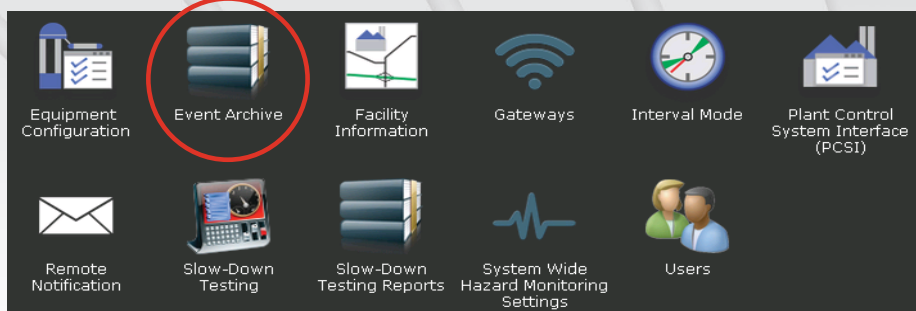 Equipment
Configuration
Event Archive
Facility
Information
Gateways
Interval Mode
Plant Control
System Interface
(PCSI)
Remote
Notification
Slow-Down
Testing
Slow-Down
Testing Reports
System Wide
Hazard Monitoring
Settings
Users